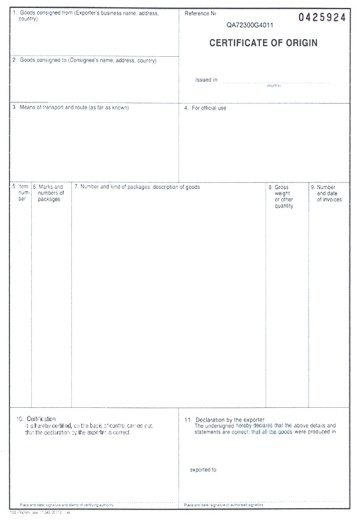 1. Goods consigned from (Exporter's business name, address,
country)
Reference No
0425924
QA72300G4011
CERTIFICATE OF ORIGIN
Issued in
(country)
2. Goods consigned to (Consignee's name, address, country)
3. Means of transport and route (as far as known)
4. For official use
5. Item
num-
ber
6. Marks and
numbers of
packages
7. Number and kind of packages; description of goods
8. Gross
weight
or other
quantity
9. Number
and date
of invoices
10. Certification
It is hereby certified, on the basis of control carried out,
that the declaration by the exporter is correct.
11. Declaration by the exporter
The undersigned hereby declares that the above details and
statements are correct; that all the goods were produced in
exported to
Place and date, signature and stamp of certifying authority
Place and date, signature of authorised signatory